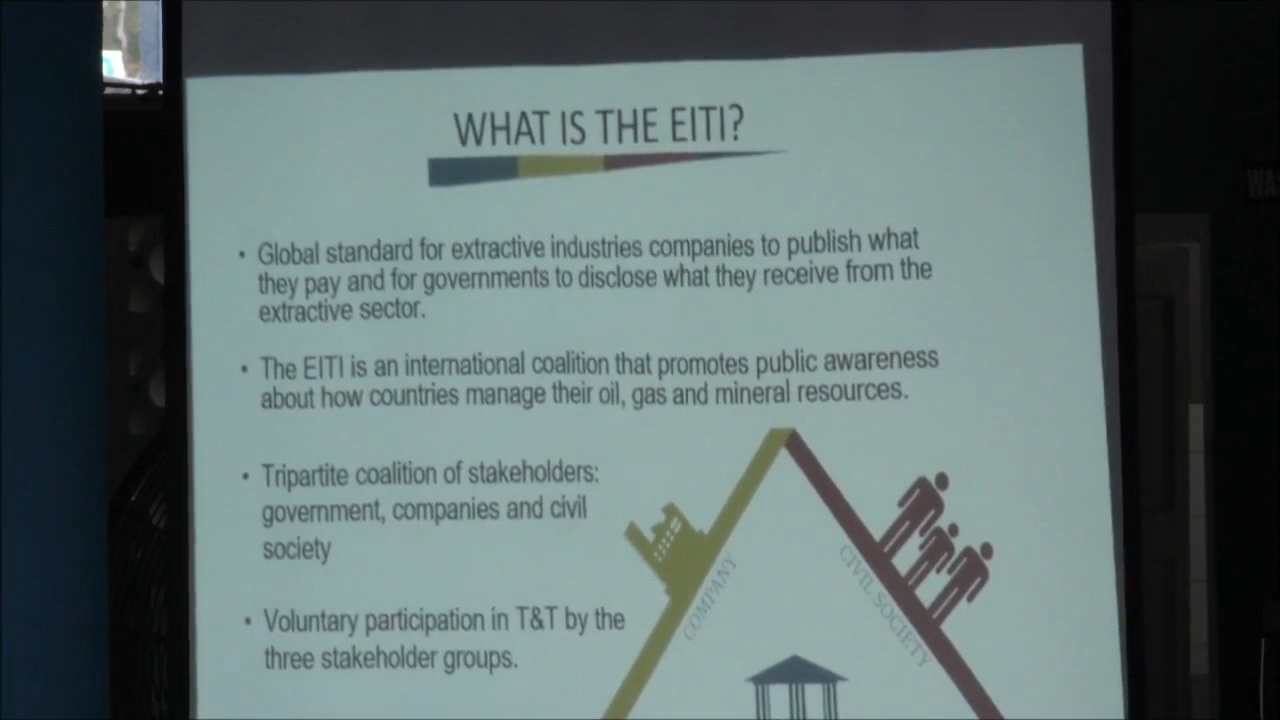 WHAT IS THE EITI?
• Global standard for extractive industries companies to publish what
they pay and for governments to disclose what they receive from the
extractive sector.
• The EITI is an international coalition that promotes public awareness
about how countries manage their oil, gas and mineral resources.
• Tripartite coalition of stakeholders:
government, companies and civil
society
• Voluntary participation in T&T by the
three stakeholder groups.
COMPANY
CIVIL SOCIETY